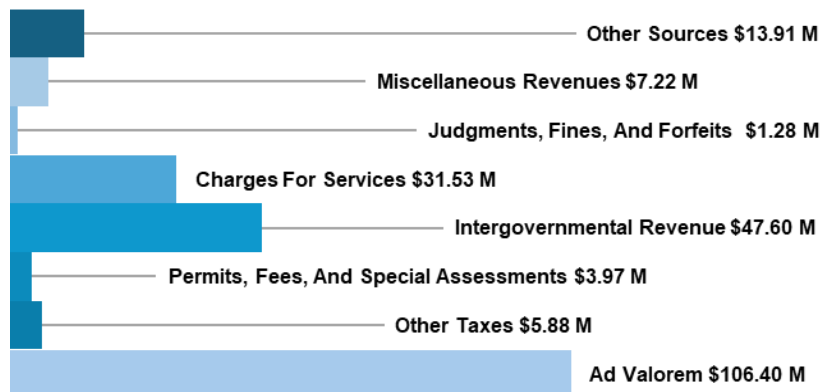 Other Sources $13.91 M
Miscellaneous Revenues $7.22 M
Judgments, Fines, And Forfeits $1.28 M
Charges For Services $31.53 M
Intergovernmental Revenue $47.60 M
Permits, Fees, And Special Assessments $3.97 M
Other Taxes $5.88 M
Ad Valorem $106.40 M